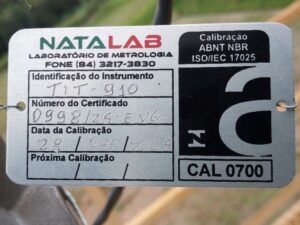 NATALAB
LABORATÓRIO DE METROLOGIA
FONE (84) 3217-3830
Identificação do Instrumento
TIT-910
Número do Certificado
0998/25-ENG
Data da Calibração
28 /
Próxima Calibração
/ /
Calibração
ABNT NBR
ISO/IEC 17025
CAL 0700